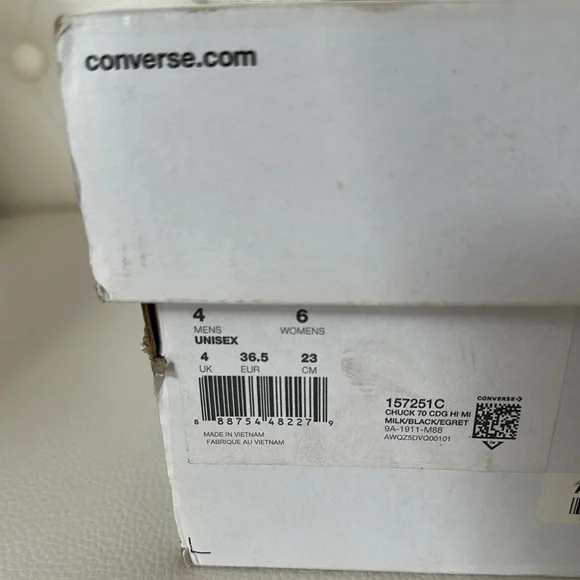 converse.com
4 6
MENS WOMENS
UNISEX
4 36.5 23
UK EUR CM
8 88754 48227 9
MADE IN VIETNAM
FABRIQUE AU VIETNAM
157251C
CHUCK 70 CDG HI MI
MILK/BLACK/EGRET
9A-1911-M88
AWQZ5DVQ00101
CONVERSE